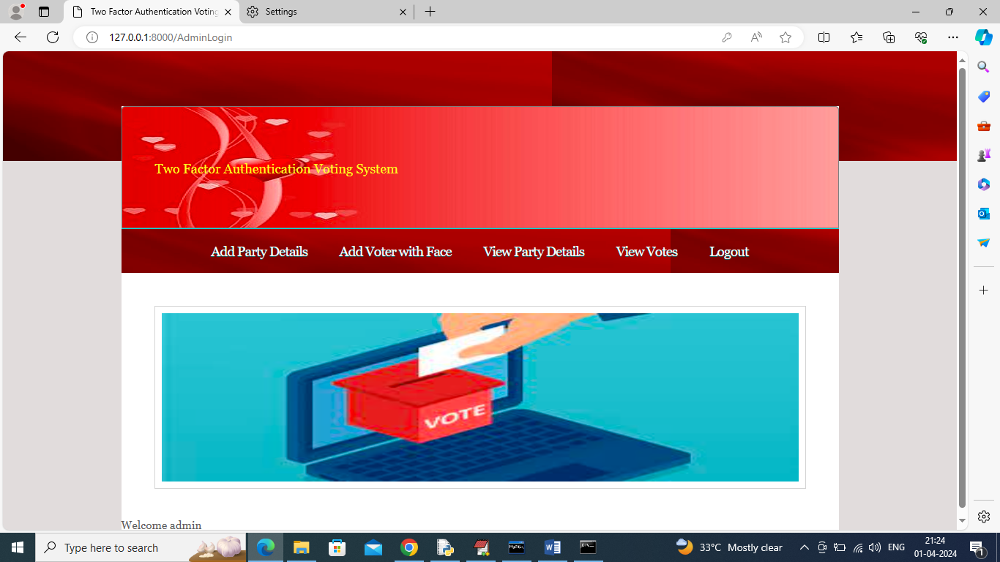 Two Factor Authentication Voting
Settings
127.0.0.1:8000/AdminLogin
Two Factor Authentication Voting System
Add Party Details Add Voter with Face View Party Details View Votes Logout
VOTE
Welcome admin
Type here to search
33°C Mostly clear
ENG
21:24
01-04-2024
1